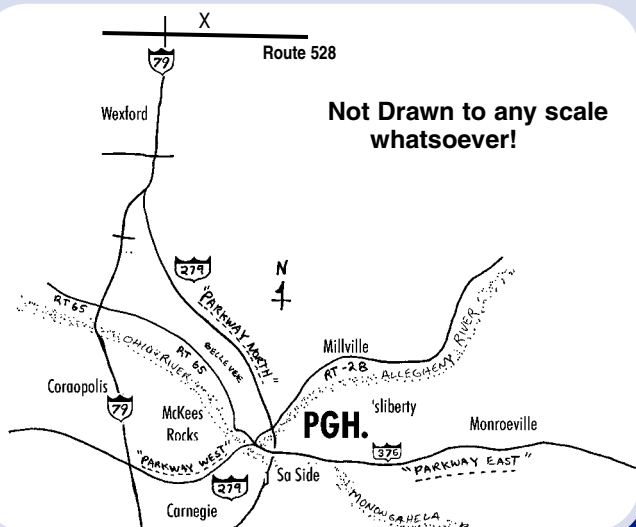 X
Route 528
79
Wexford
Not Drawn to any scale
whatsoever!
279
N
"PARKWAY NORTH"
RT 65
OHIO RIVER
RT 65
BELLEVUE
Millville
RT-28
ALLEGHENY RIVER
Coraopolis
79
McKees
Rocks
'sliberty
PGH.
Monroeville
376
"PARKWAY WEST"
"PARKWAY EAST"
279
Sa Side
Carnegie
MONONGAHELA